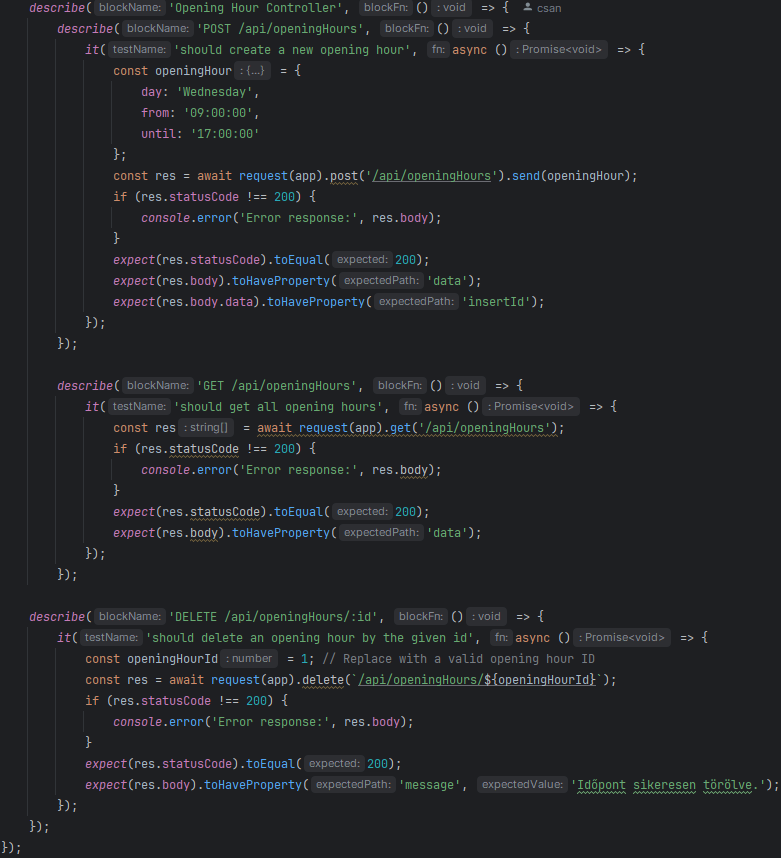 describe( blockName: 'Opening Hour Controller', blockFn: () : void => { csan
describe( blockName: 'POST /api/openingHours', blockFn: () : void => {
it( testName: 'should create a new opening hour', fn: async () : Promise<void> => {
const openingHour : {...} = {
day: 'Wednesday',
from: '09:00:00',
until: '17:00:00'
};
const res = await request(app).post('/api/openingHours').send(openingHour);
if (res.statusCode !== 200) {
console.error('Error response:', res.body);
}
expect(res.statusCode).toEqual( expected: 200);
expect(res.body).toHaveProperty( expectedPath: 'data');
expect(res.body.data).toHaveProperty( expectedPath: 'insertId');
});
});
describe( blockName: 'GET /api/openingHours', blockFn: () : void => {
it( testName: 'should get all opening hours', fn: async () : Promise<void> => {
const res : string[] = await request(app).get('/api/openingHours');
if (res.statusCode !== 200) {
console.error('Error response:', res.body);
}
expect(res.statusCode).toEqual( expected: 200);
expect(res.body).toHaveProperty( expectedPath: 'data');
});
});
describe( blockName: 'DELETE /api/openingHours/:id', blockFn: () : void => {
it( testName: 'should delete an opening hour by the given id', fn: async () : Promise<void> => {
const openingHourId : number = 1; // Replace with a valid opening hour ID
const res = await request(app).delete(`/api/openingHours/${openingHourId}`);
if (res.statusCode !== 200) {
console.error('Error response:', res.body);
}
expect(res.statusCode).toEqual( expected: 200);
expect(res.body).toHaveProperty( expectedPath: 'message', expectedValue: 'Időpont sikeresen törölve.');
});
});
});